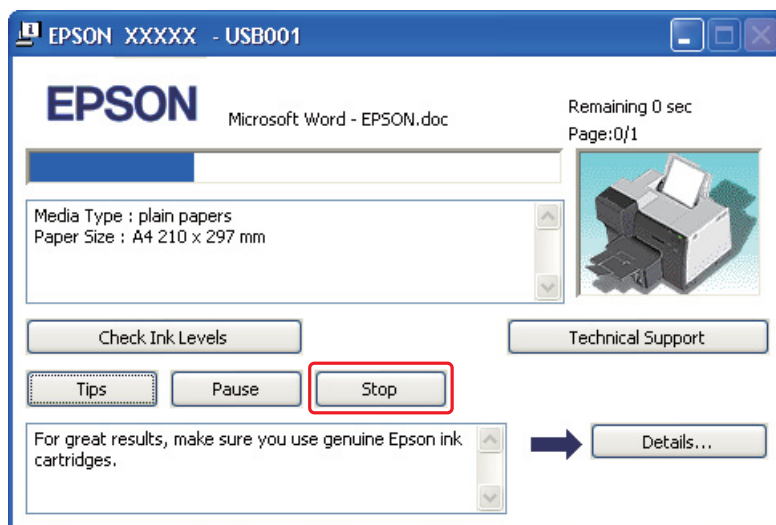 EPSON XXXXX - USB001
EPSON
Microsoft Word - EPSON.doc
Remaining 0 sec
Page:0/1
Media Type : plain papers
Paper Size : A4 210 x 297 mm
Check Ink Levels
Technical Support
Tips
Pause
Stop
For great results, make sure you use genuine Epson ink
cartridges.
Details...